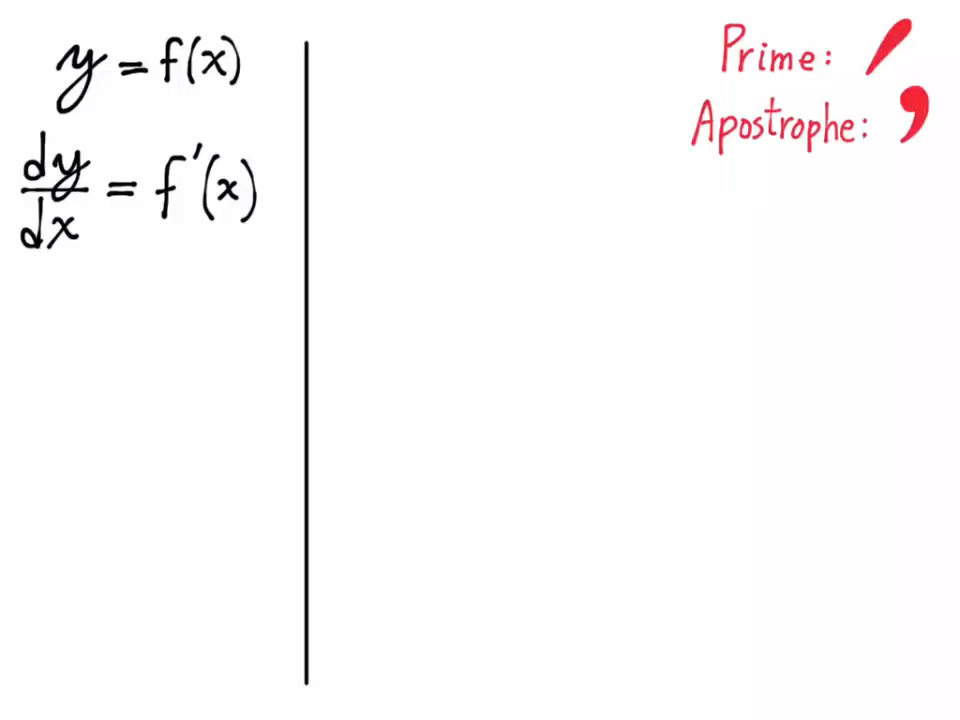 y = f(x)
dy/dx = f′(x)
Prime: ′
Apostrophe: ’